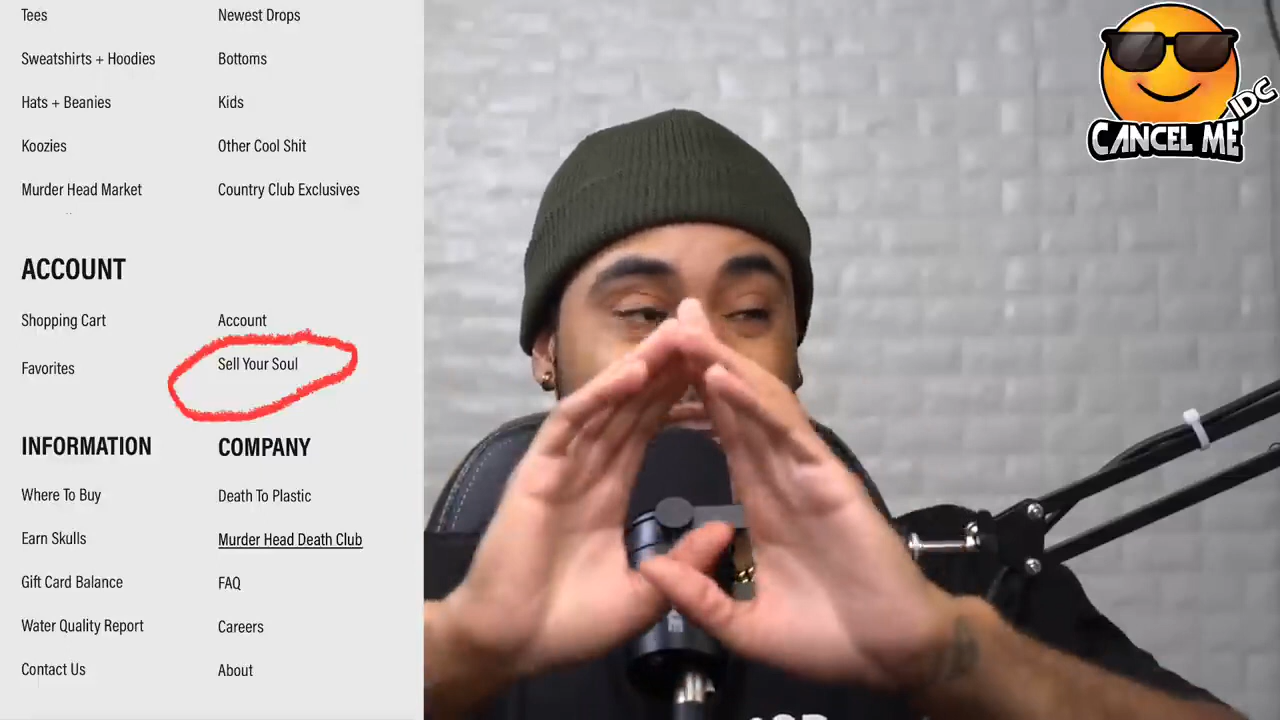 Tees
Newest Drops
Sweatshirts + Hoodies
Bottoms
Hats + Beanies
Kids
Koozies
Other Cool Shit
Murder Head Market
Country Club Exclusives
ACCOUNT
Shopping Cart
Account
Favorites
Sell Your Soul
INFORMATION
COMPANY
Where To Buy
Death To Plastic
Earn Skulls
Murder Head Death Club
Gift Card Balance
FAQ
Water Quality Report
Careers
Contact Us
About
CANCEL ME
IDC